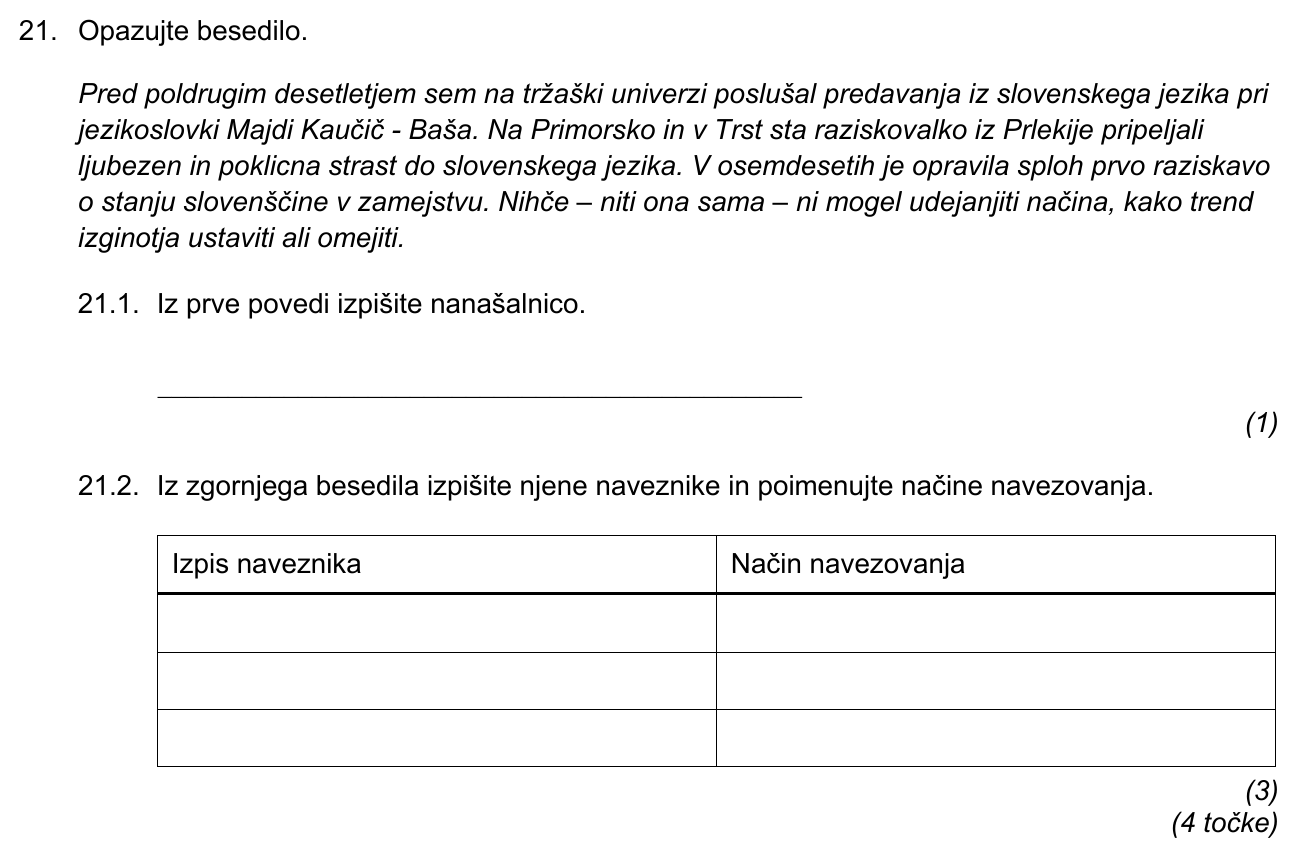 21. Opazujte besedilo.
Pred poldrugim desetletjem sem na tržaški univerzi poslušal predavanja iz slovenskega jezika pri
jezikoslovki Majdi Kaučič - Baša. Na Primorsko in v Trst sta raziskovalko iz Prlekije pripeljali
ljubezen in poklicna strast do slovenskega jezika. V osemdesetih je opravila sploh prvo raziskavo
o stanju slovenščine v zamejstvu. Nihče – niti ona sama – ni mogel udejanjiti načina, kako trend
izginotja ustaviti ali omejiti.
21.1. Iz prve povedi izpišite nanašalnico.
(1)
21.2. Iz zgornjega besedila izpišite njene naveznike in poimenujte načine navezovanja.
Izpis naveznika Način navezovanja
(3)
(4 točke)